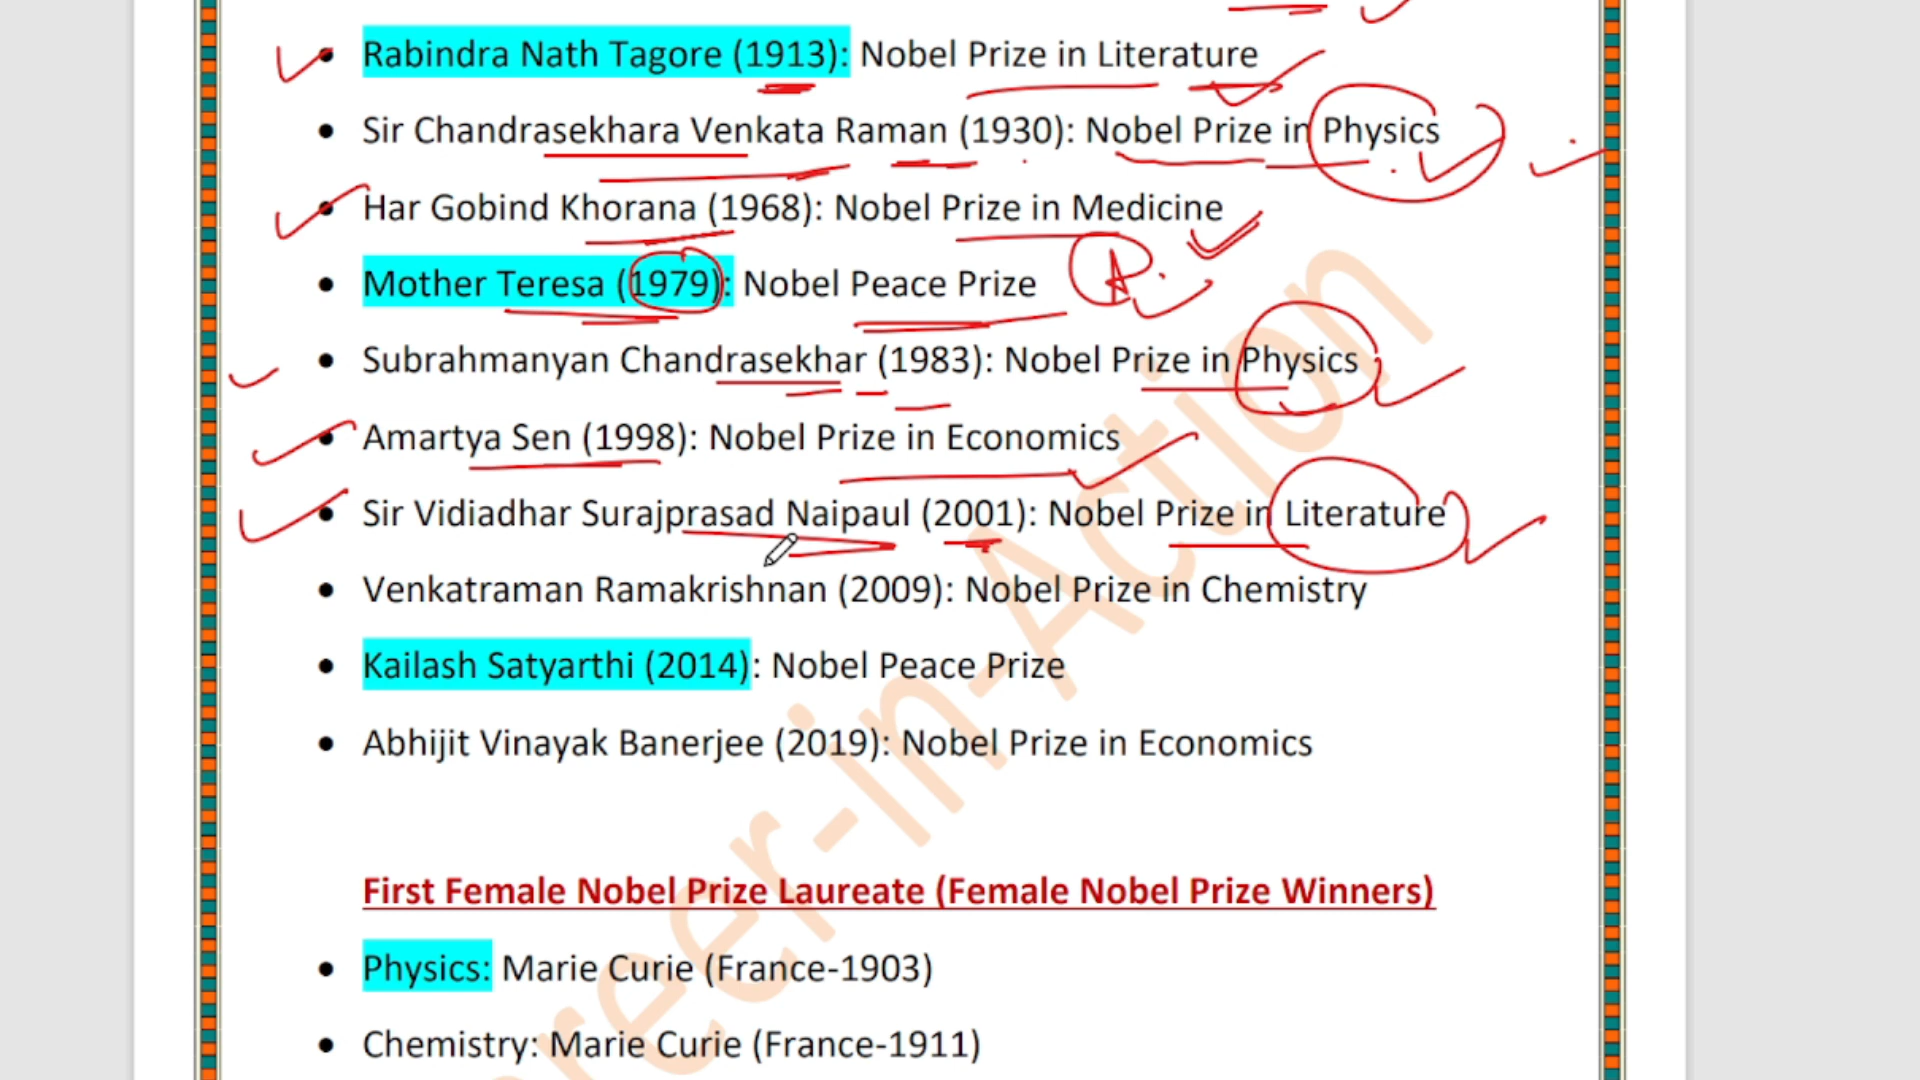 Rabindra Nath Tagore (1913): Nobel Prize in Literature
Sir Chandrasekhara Venkata Raman (1930): Nobel Prize in Physics
Har Gobind Khorana (1968): Nobel Prize in Medicine
Mother Teresa (1979): Nobel Peace Prize
Subrahmanyan Chandrasekhar (1983): Nobel Prize in Physics
Amartya Sen (1998): Nobel Prize in Economics
Sir Vidiadhar Surajprasad Naipaul (2001): Nobel Prize in Literature
Venkatraman Ramakrishnan (2009): Nobel Prize in Chemistry
Kailash Satyarthi (2014): Nobel Peace Prize
Abhijit Vinayak Banerjee (2019): Nobel Prize in Economics
First Female Nobel Prize Laureate (Female Nobel Prize Winners)
Physics: Marie Curie (France-1903)
Chemistry: Marie Curie (France-1911)
reer-in-Action